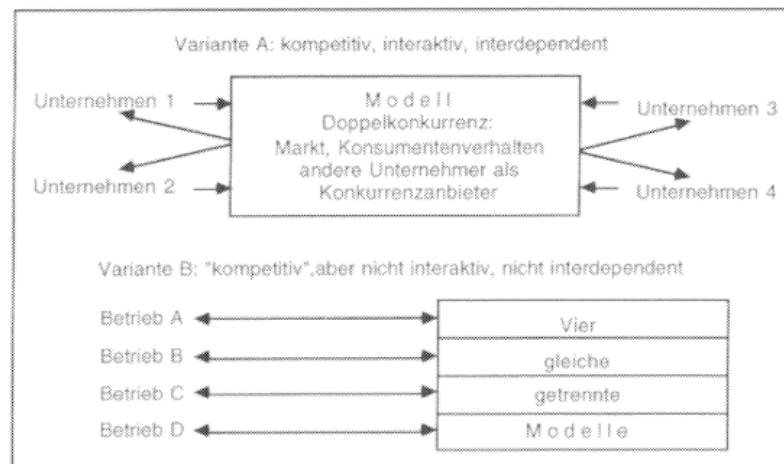 Variante A: kompetitiv, interaktiv, interdependent
Unternehmen 1
Unternehmen 2
Modell
Doppelkonkurrenz:
Markt, Konsumentenverhalten
andere Unternehmer als
Konkurrenzanbieter
Unternehmen 3
Unternehmen 4
Variante B: "kompetitiv",aber nicht interaktiv, nicht interdependent
Betrieb A
Betrieb B
Betrieb C
Betrieb D
Vier
gleiche
getrennte
Modelle